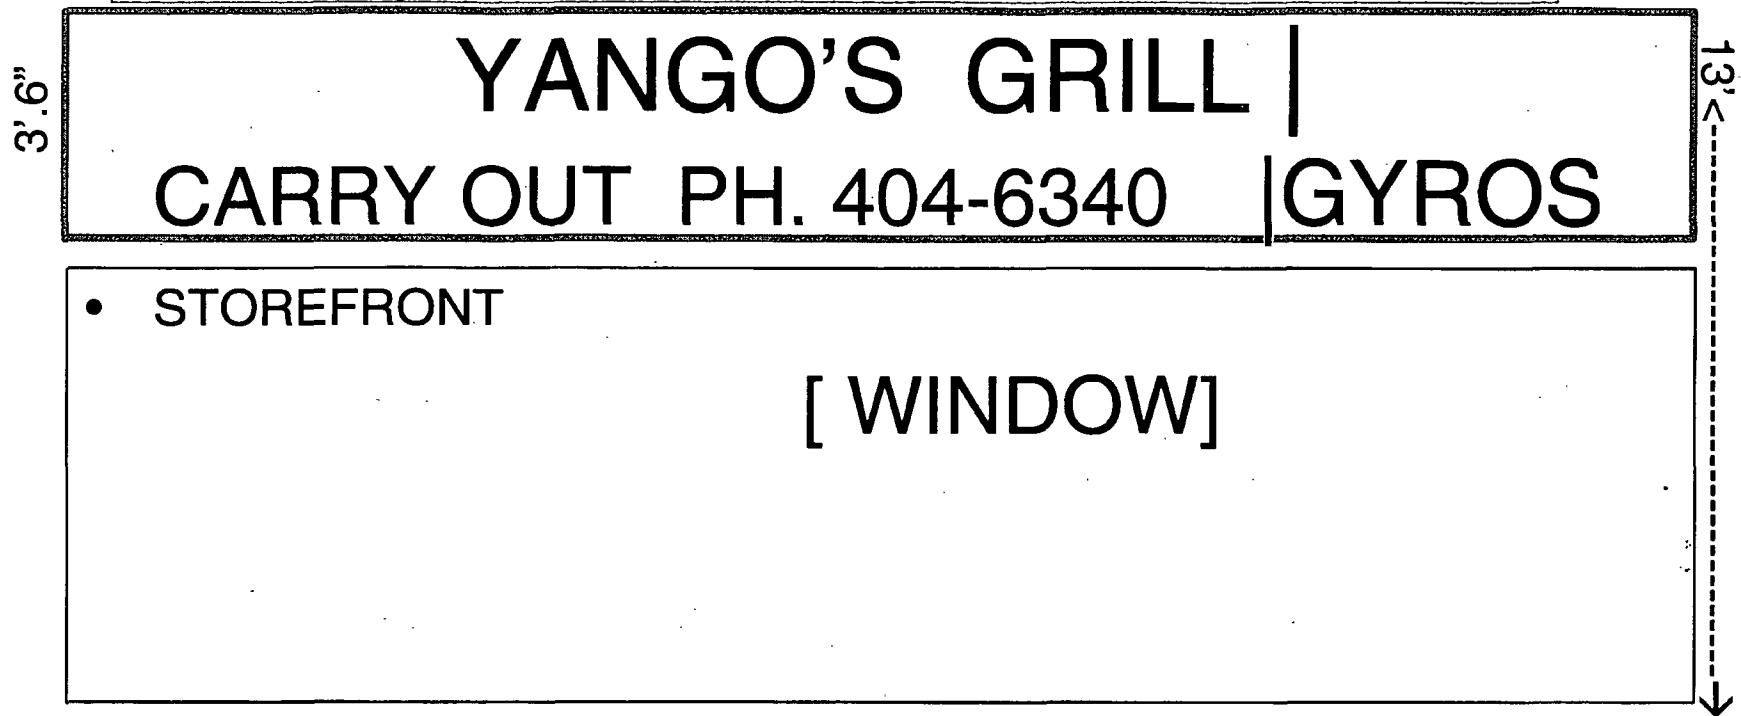 YANGO'S GRILL |
3'.6"
13'<-------------------->
CARRY OUT PH. 404-6340 |GYROS
• STOREFRONT
[ WINDOW]